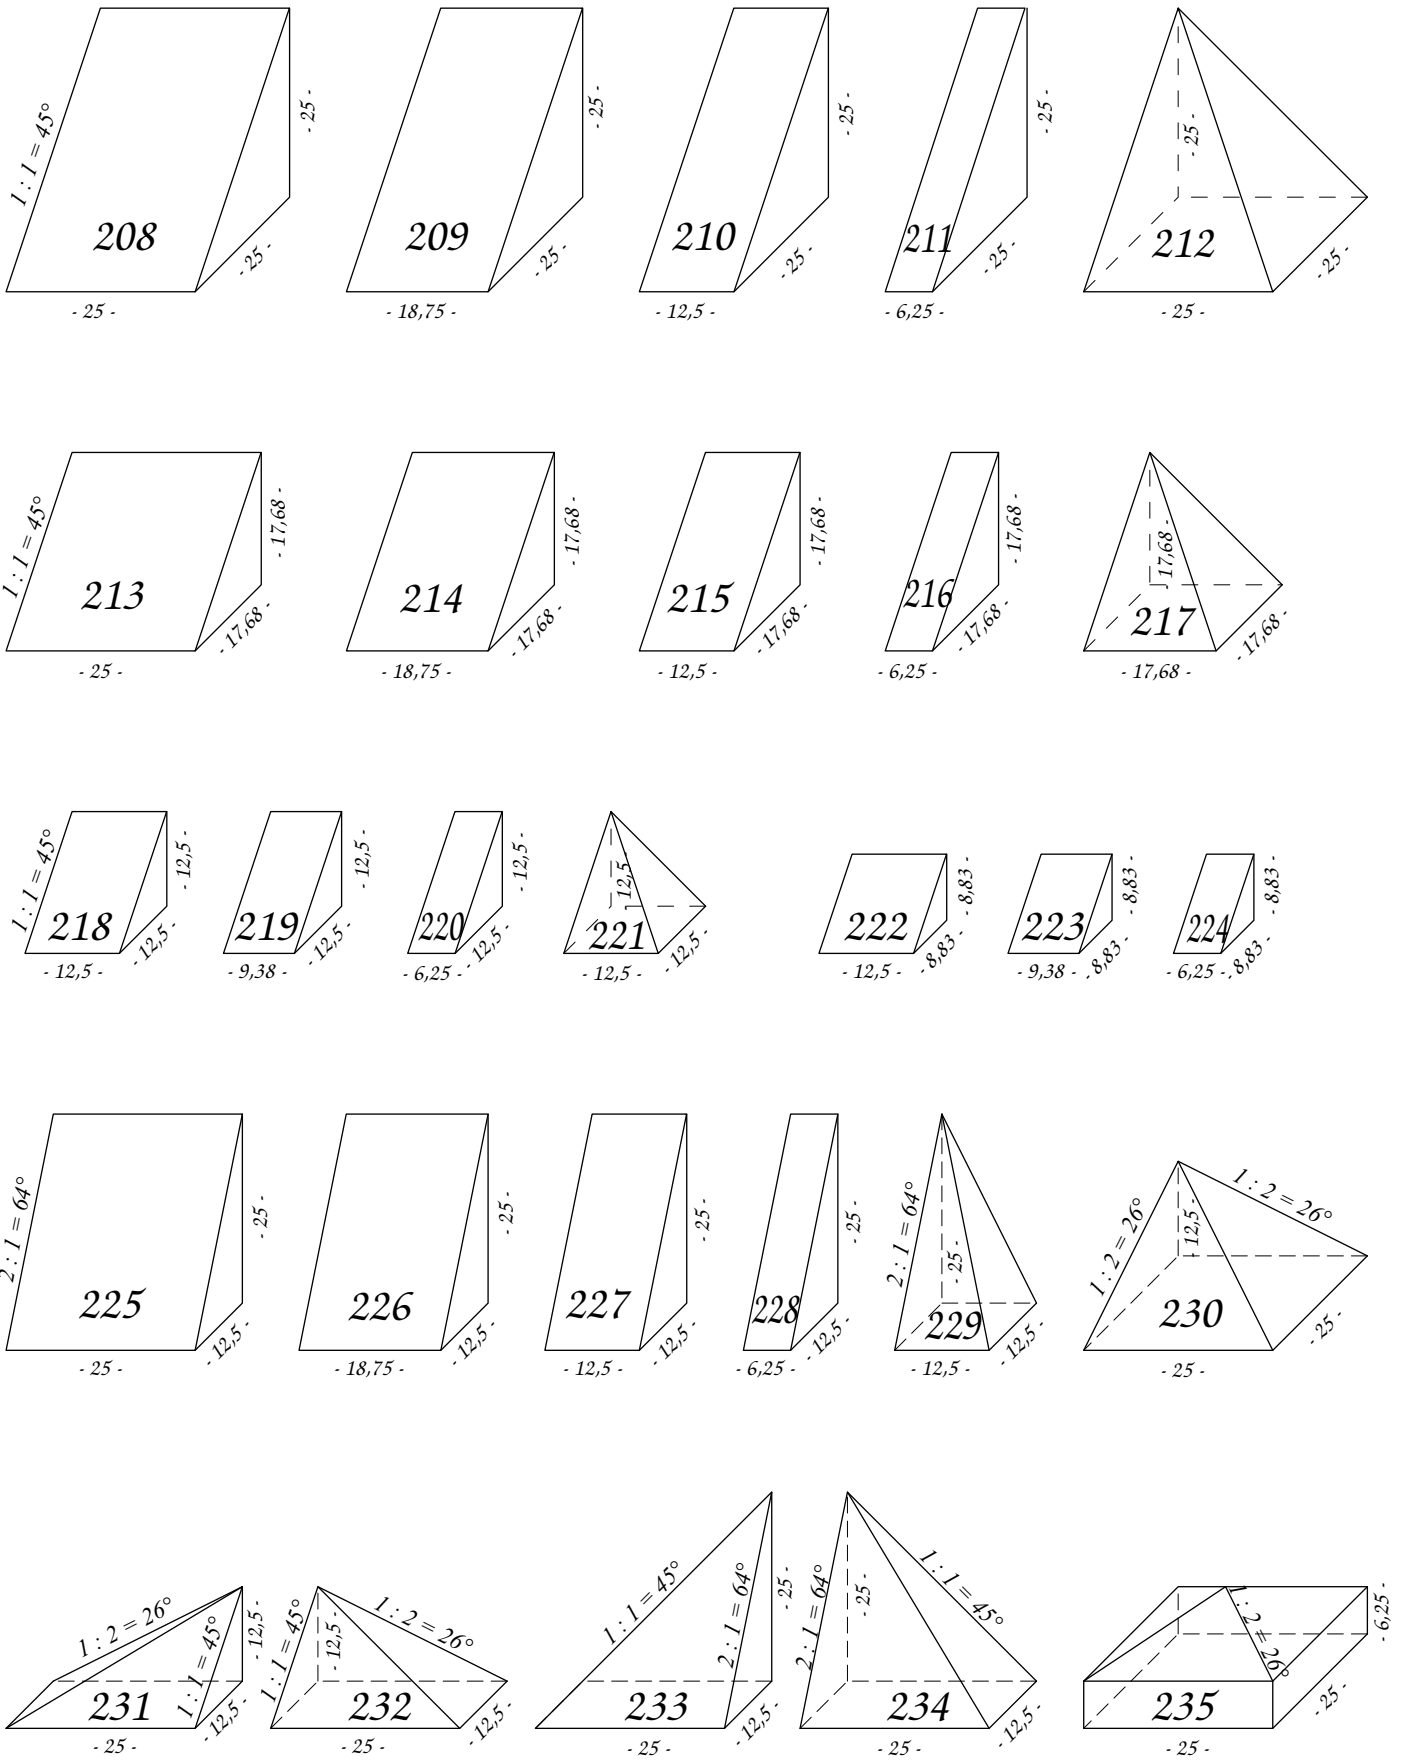 1 : 1 = 45°
208
- 25 -
- 25 -
- 25 -
209
- 25 -
- 25 -
- 18,75 -
210
- 25 -
- 25 -
- 12,5 -
211
- 25 -
- 25 -
- 6,25 -
212
- 25 -
- 25 -
- 25 -
1 : 1 = 45°
213
- 17,68 -
- 17,68 -
- 25 -
214
- 17,68 -
- 17,68 -
- 18,75 -
215
- 17,68 -
- 17,68 -
- 12,5 -
216
- 17,68 -
- 17,68 -
- 6,25 -
217
- 17,68 -
- 17,68 -
- 17,68 -
1 : 1 = 45°
218
- 12,5 -
- 12,5 -
- 12,5 -
219
- 12,5 -
- 12,5 -
- 9,38 -
220
- 12,5 -
- 12,5 -
- 6,25 -
221
- 12,5 -
- 12,5 -
- 12,5 -
222
- 8,83 -
- 8,83 -
- 12,5 -
223
- 8,83 -
- 8,83 -
- 9,38 -
224
- 8,83 -
- 8,83 -
- 6,25 -
2 : 1 = 64°
225
- 25 -
- 12,5 -
- 25 -
226
- 25 -
- 12,5 -
- 18,75 -
227
- 25 -
- 12,5 -
- 12,5 -
228
- 25 -
- 12,5 -
- 6,25 -
2 : 1 = 64°
229
- 25 -
- 12,5 -
- 12,5 -
1 : 2 = 26°
1 : 2 = 26°
230
- 12,5 -
- 25 -
- 25 -
1 : 2 = 26°
1 : 1 = 45°
231
- 12,5 -
- 12,5 -
- 25 -
1 : 1 = 45°
1 : 2 = 26°
232
- 12,5 -
- 12,5 -
- 25 -
1 : 1 = 45°
2 : 1 = 64°
233
- 25 -
- 12,5 -
- 25 -
2 : 1 = 64°
1 : 1 = 45°
234
- 25 -
- 12,5 -
- 25 -
1 : 2 = 26°
235
- 6,25 -
- 25 -
- 25 -